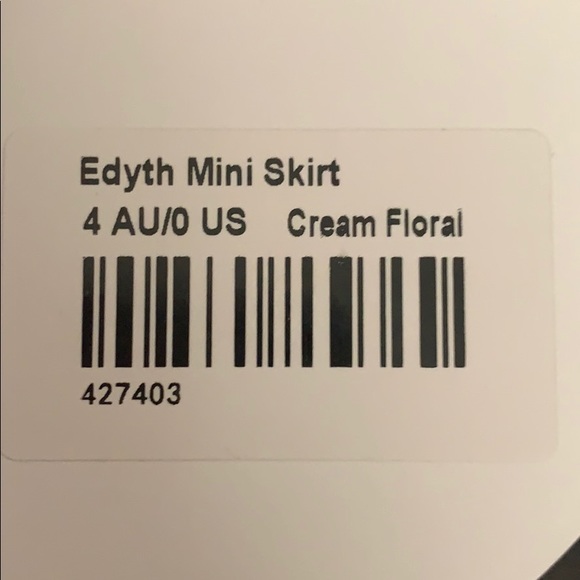 Edyth Mini Skirt
4 AU/0 US Cream Floral
427403